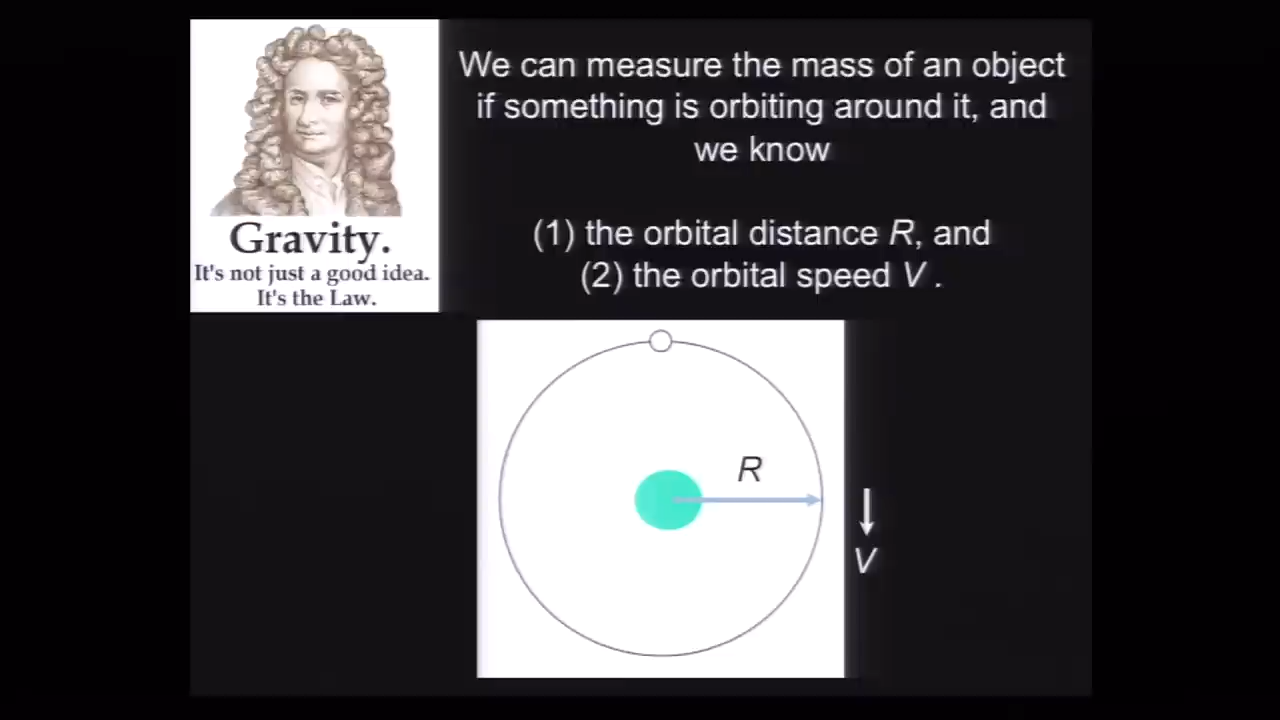 Gravity.
It's not just a good idea.
It's the Law.
We can measure the mass of an object
if something is orbiting around it, and
we know
(1) the orbital distance R, and
(2) the orbital speed V .
R
V